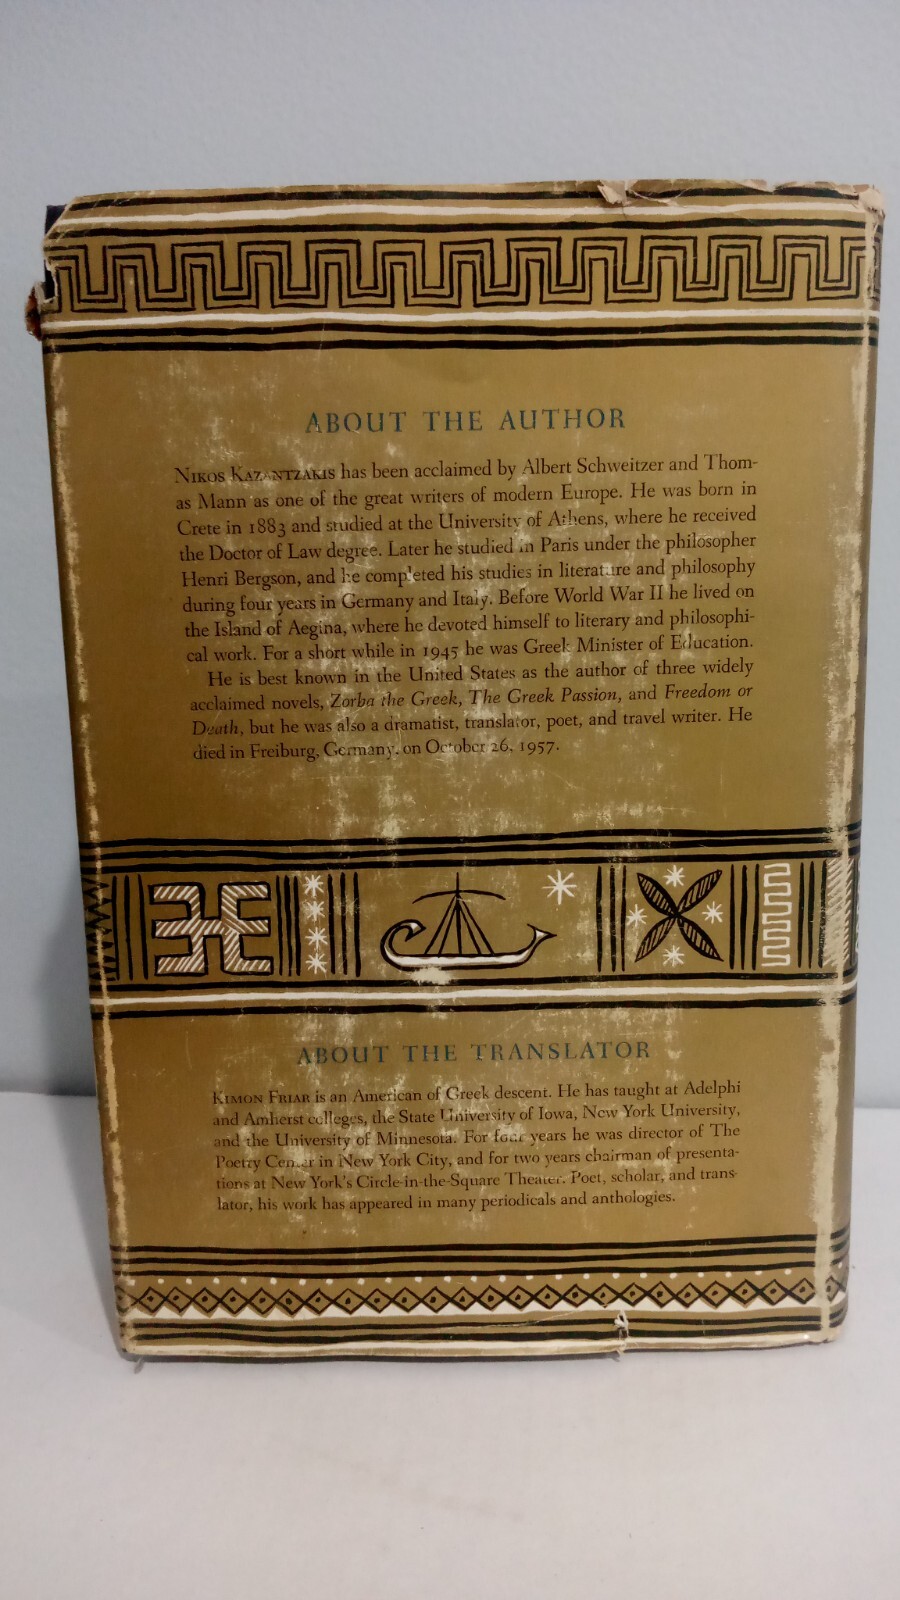 ABOUT THE AUTHOR
NIKOS KAZANTZAKIS has been acclaimed by Albert Schweitzer and Thom-
as Mann as one of the great writers of modern Europe. He was born in
Crete in 1883 and studied at the University of Athens, where he received
the Doctor of Law degree. Later he studied in Paris under the philosopher
Henri Bergson, and he completed his studies in literature and philosophy
during four years in Germany and Italy. Before World War II he lived on
the Island of Aegina, where he devoted himself to literary and philosophi-
cal work. For a short while in 1945 he was Greek Minister of Education.
He is best known in the United States as the author of three widely
acclaimed novels, Zorba the Greek, The Greek Passion, and Freedom or
Death, but he was also a dramatist, translator, poet, and travel writer. He
died in Freiburg, Germany, on October 26, 1957.
ABOUT THE TRANSLATOR
KIMON FRIAR is an American of Greek descent. He has taught at Adelphi
and Amherst colleges, the State University of Iowa, New York University,
and the University of Minnesota. For four years he was director of The
Poetry Center in New York City, and for two years chairman of presenta-
tions at New York's Circle-in-the-Square Theater. Poet, scholar, and trans-
lator, his work has appeared in many periodicals and anthologies.